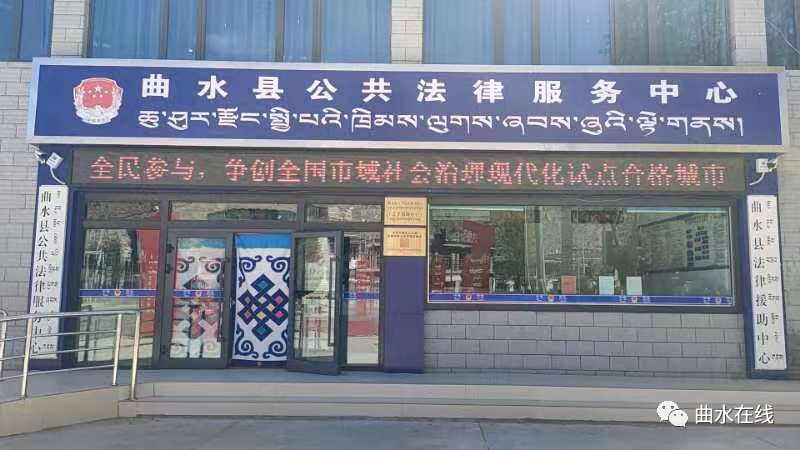 曲水县公共法律服务中心
ཆུ་ཤུར་རྫོང་སྤྱི་པའི་ཁྲིམས་ལུགས་ཞབས་ཞུའི་ལྟེ་གནས།
全民参与，争创全国市域社会治理现代化试点合格城市
曲水县公共法律服务中心
曲水县法律援助中心
曲水在线